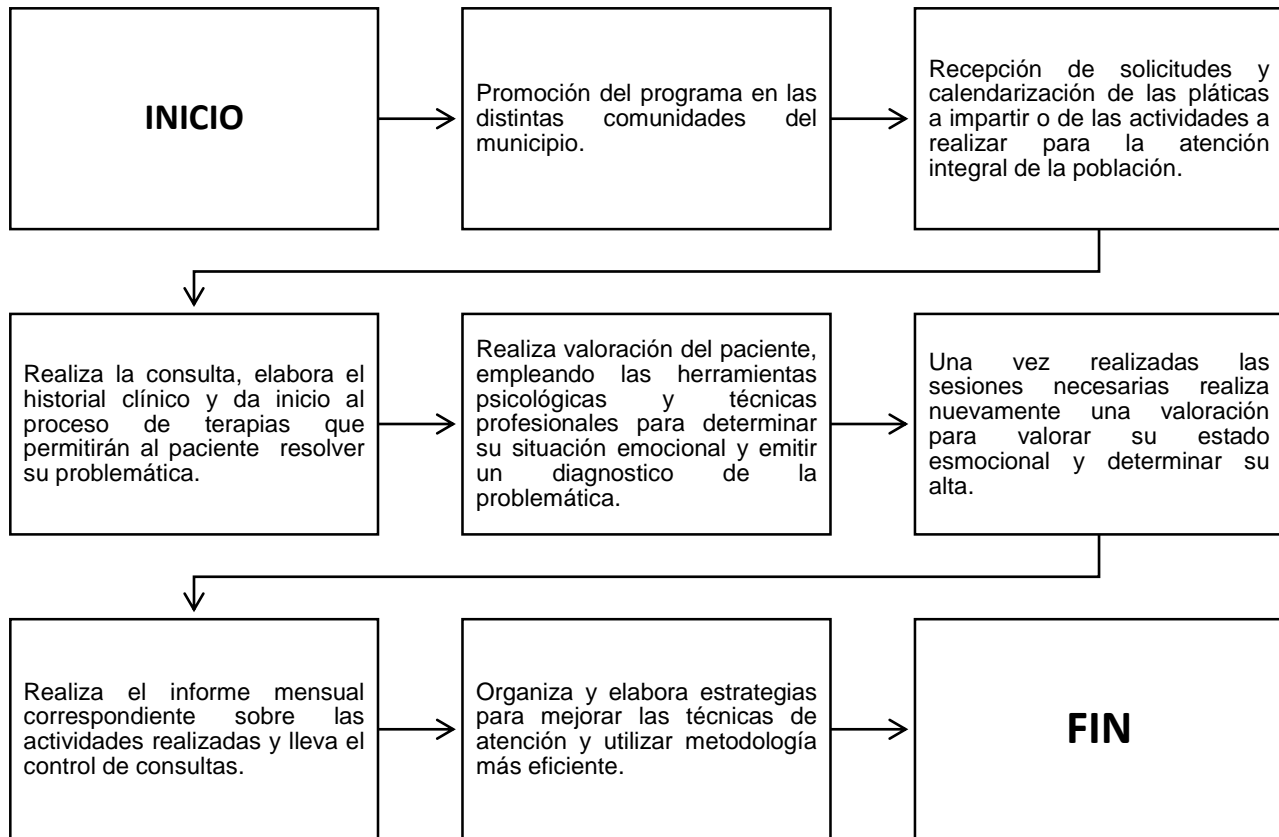 INICIO
Promoción del programa en las
distintas comunidades del
municipio.
Recepción de solicitudes y
calendarización de las pláticas
a impartir o de las actividades a
realizar para la atención
integral de la población.
Realiza la consulta, elabora el
historial clínico y da inicio al
proceso de terapias que
permitirán al paciente resolver
su problemática.
Realiza valoración del paciente,
empleando las herramientas
psicológicas y técnicas
profesionales para determinar
su situación emocional y emitir
un diagnostico de la
problemática.
Una vez realizadas las
sesiones necesarias realiza
nuevamente una valoración
para valorar su estado
esmocional y determinar su
alta.
Realiza el informe mensual
correspondiente sobre las
actividades realizadas y lleva el
control de consultas.
Organiza y elabora estrategias
para mejorar las técnicas de
atención y utilizar metodología
más eficiente.
FIN